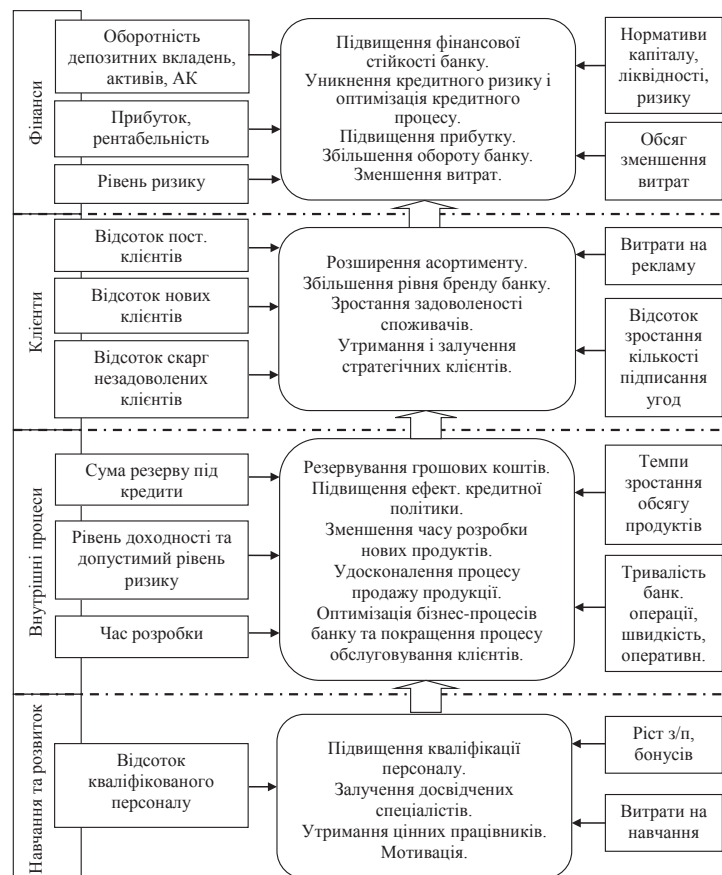 Фінанси
Оборотність
депозитних вкладень,
активів, АК
Прибуток,
рентабельність
Рівень ризику
Підвищення фінансової
стійкості банку.
Уникнення кредитного ризику і
оптимізація кредитного
процесу.
Підвищення прибутку.
Збільшення обороту банку.
Зменшення витрат.
Нормативи
капіталу,
ліквідності,
ризику
Обсяг
зменшення
витрат
Клієнти
Відсоток пост.
клієнтів
Відсоток нових
клієнтів
Відсоток скарг
незадоволених
клієнтів
Розширення асортименту.
Збільшення рівня бренду банку.
Зростання задоволеності
споживачів.
Утримання і залучення
стратегічних клієнтів.
Витрати на
рекламу
Відсоток
зростання
кількості
підписання
угод
Внутрішні процеси
Сума резерву під
кредити
Рівень доходності та
допустимий рівень
ризику
Час розробки
Резервування грошових коштів.
Підвищення ефект. кредитної
політики.
Зменшення часу розробки
нових продуктів.
Удосконалення процесу
продажу продукції.
Оптимізація бізнес-процесів
банку та покращення процесу
обслуговування клієнтів.
Темпи
зростання
обсягу
продуктів
Тривалість
банк.
операції,
швидкість,
оперативн.
Навчання та розвиток
Відсоток
кваліфікованого
персоналу
Підвищення кваліфікації
персоналу.
Залучення досвідчених
спеціалістів.
Утримання цінних працівників.
Мотивація.
Ріст з/п,
бонусів
Витрати на
навчання